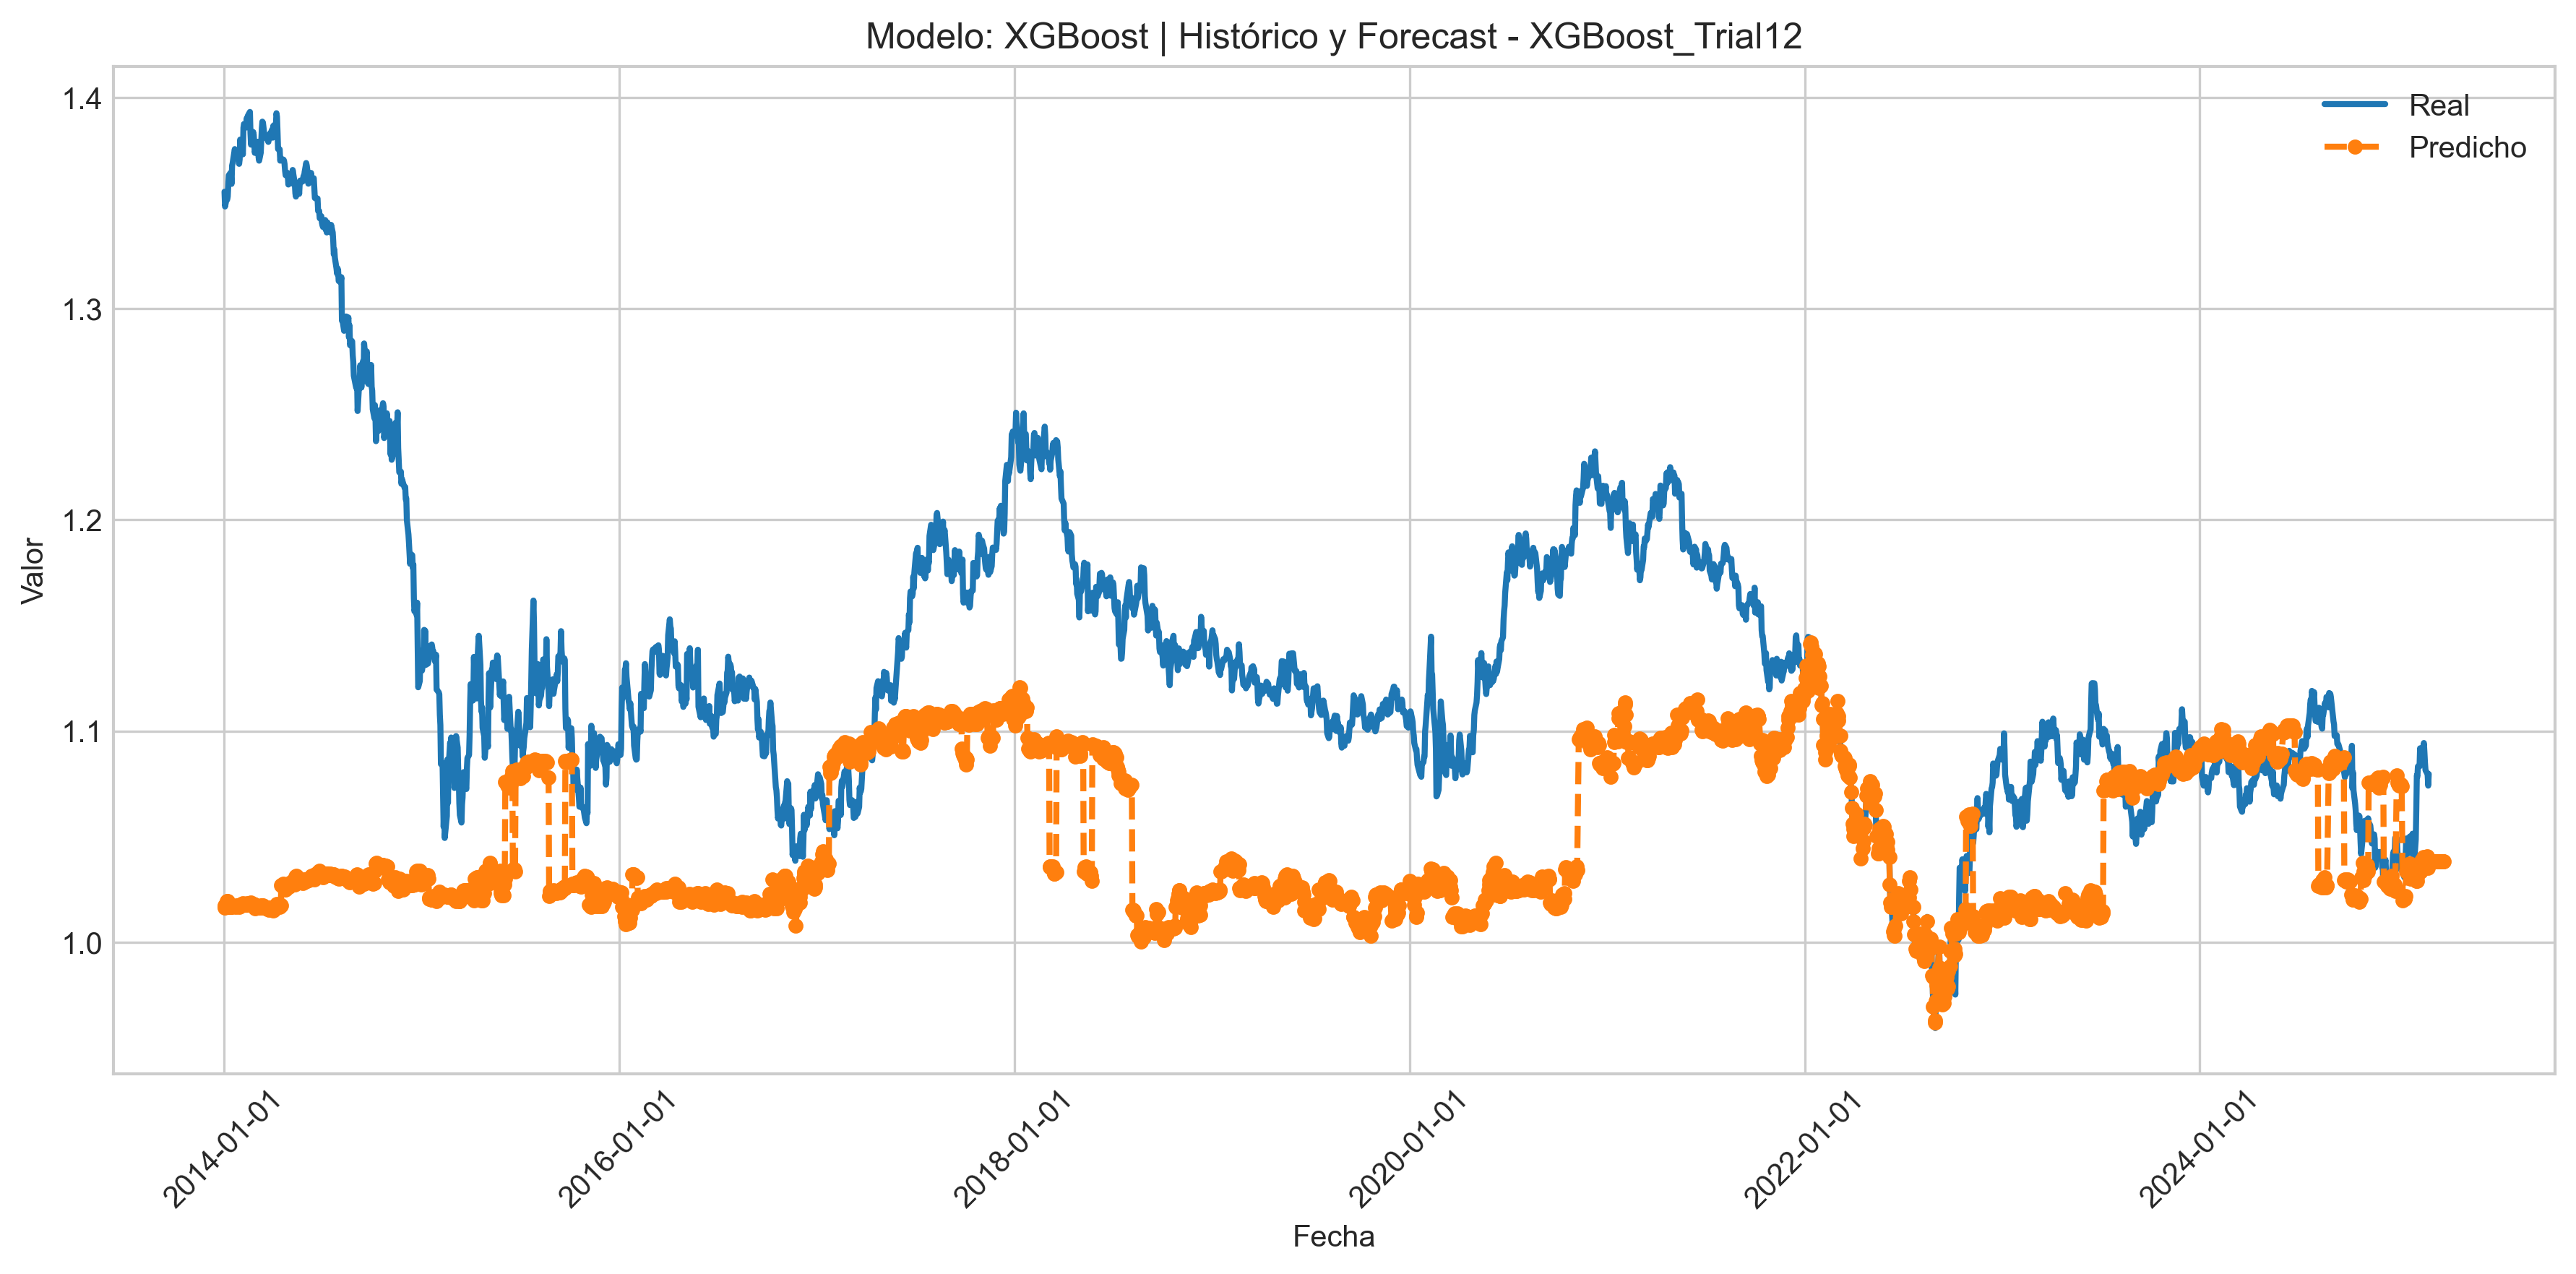 Modelo: XGBoost | Histórico y Forecast - XGBoost_Trial12
Real
Predicho
1.4
1.3
1.2
1.1
1.0
Valor
2014-01-01
2016-01-01
2018-01-01
2020-01-01
2022-01-01
2024-01-01
Fecha